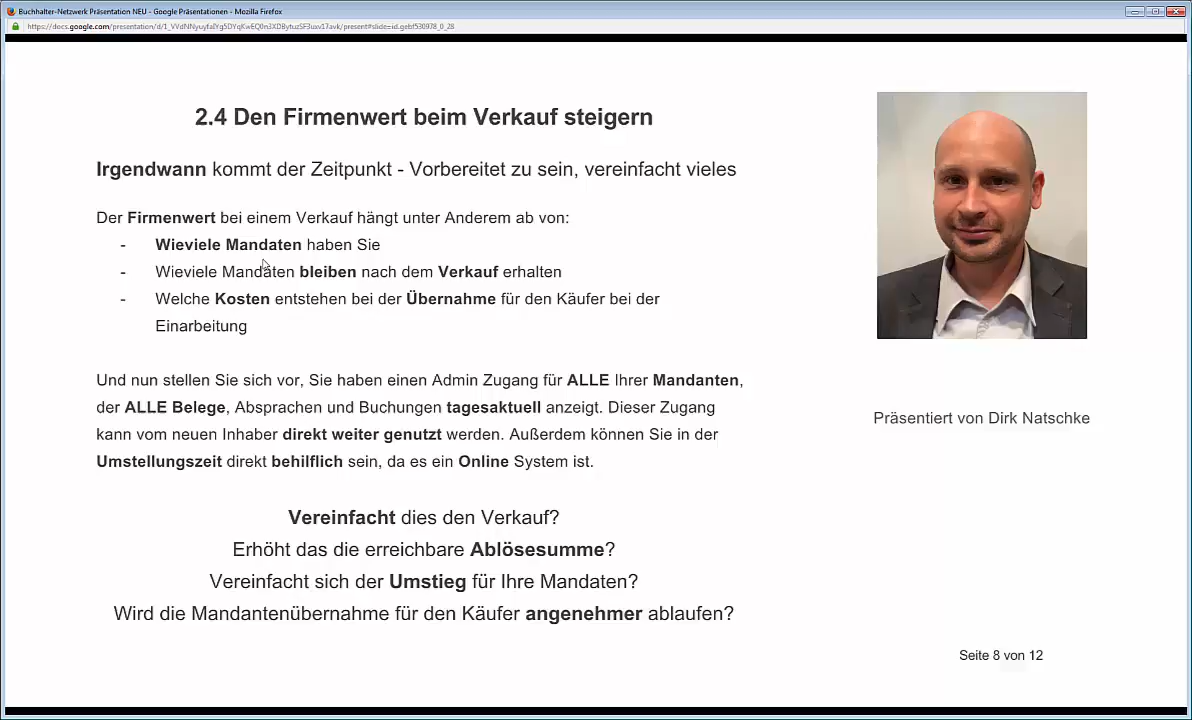 Buchhalter-Netzwerk Präsentation NEU - Google Präsentationen - Mozilla Firefox
2.4 Den Firmenwert beim Verkauf steigern
Irgendwann kommt der Zeitpunkt - Vorbereitet zu sein, vereinfacht vieles
Der Firmenwert bei einem Verkauf hängt unter Anderem ab von:
- Wieviele Mandaten haben Sie
- Wieviele Mandaten bleiben nach dem Verkauf erhalten
- Welche Kosten entstehen bei der Übernahme für den Käufer bei der
Einarbeitung
Und nun stellen Sie sich vor, Sie haben einen Admin Zugang für ALLE Ihrer Mandanten,
der ALLE Belege, Absprachen und Buchungen tagesaktuell anzeigt. Dieser Zugang
kann vom neuen Inhaber direkt weiter genutzt werden. Außerdem können Sie in der
Umstellungszeit direkt behilflich sein, da es ein Online System ist.
Vereinfacht dies den Verkauf?
Erhöht das die erreichbare Ablösesumme?
Vereinfacht sich der Umstieg für Ihre Mandaten?
Wird die Mandantenübernahme für den Käufer angenehmer ablaufen?
Präsentiert von Dirk Natschke
Seite 8 von 12